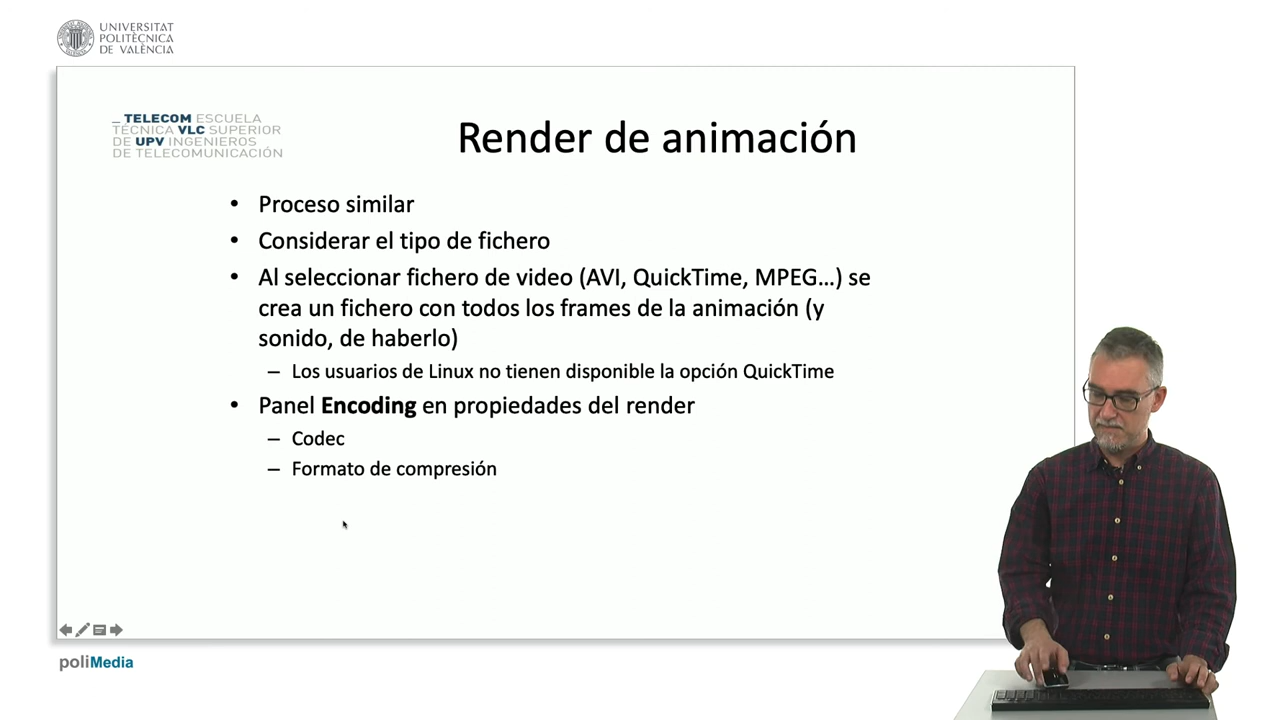 UNIVERSITAT
POLITÈCNICA
DE VALÈNCIA
_ TELECOM ESCUELA
TÉCNICA VLC SUPERIOR
DE UPV INGENIEROS
DE TELECOMUNICACIÓN
Render de animación
• Proceso similar
• Considerar el tipo de fichero
• Al seleccionar fichero de video (AVI, QuickTime, MPEG…) se
crea un fichero con todos los frames de la animación (y
sonido, de haberlo)
– Los usuarios de Linux no tienen disponible la opción QuickTime
• Panel Encoding en propiedades del render
– Codec
– Formato de compresión
poliMedia